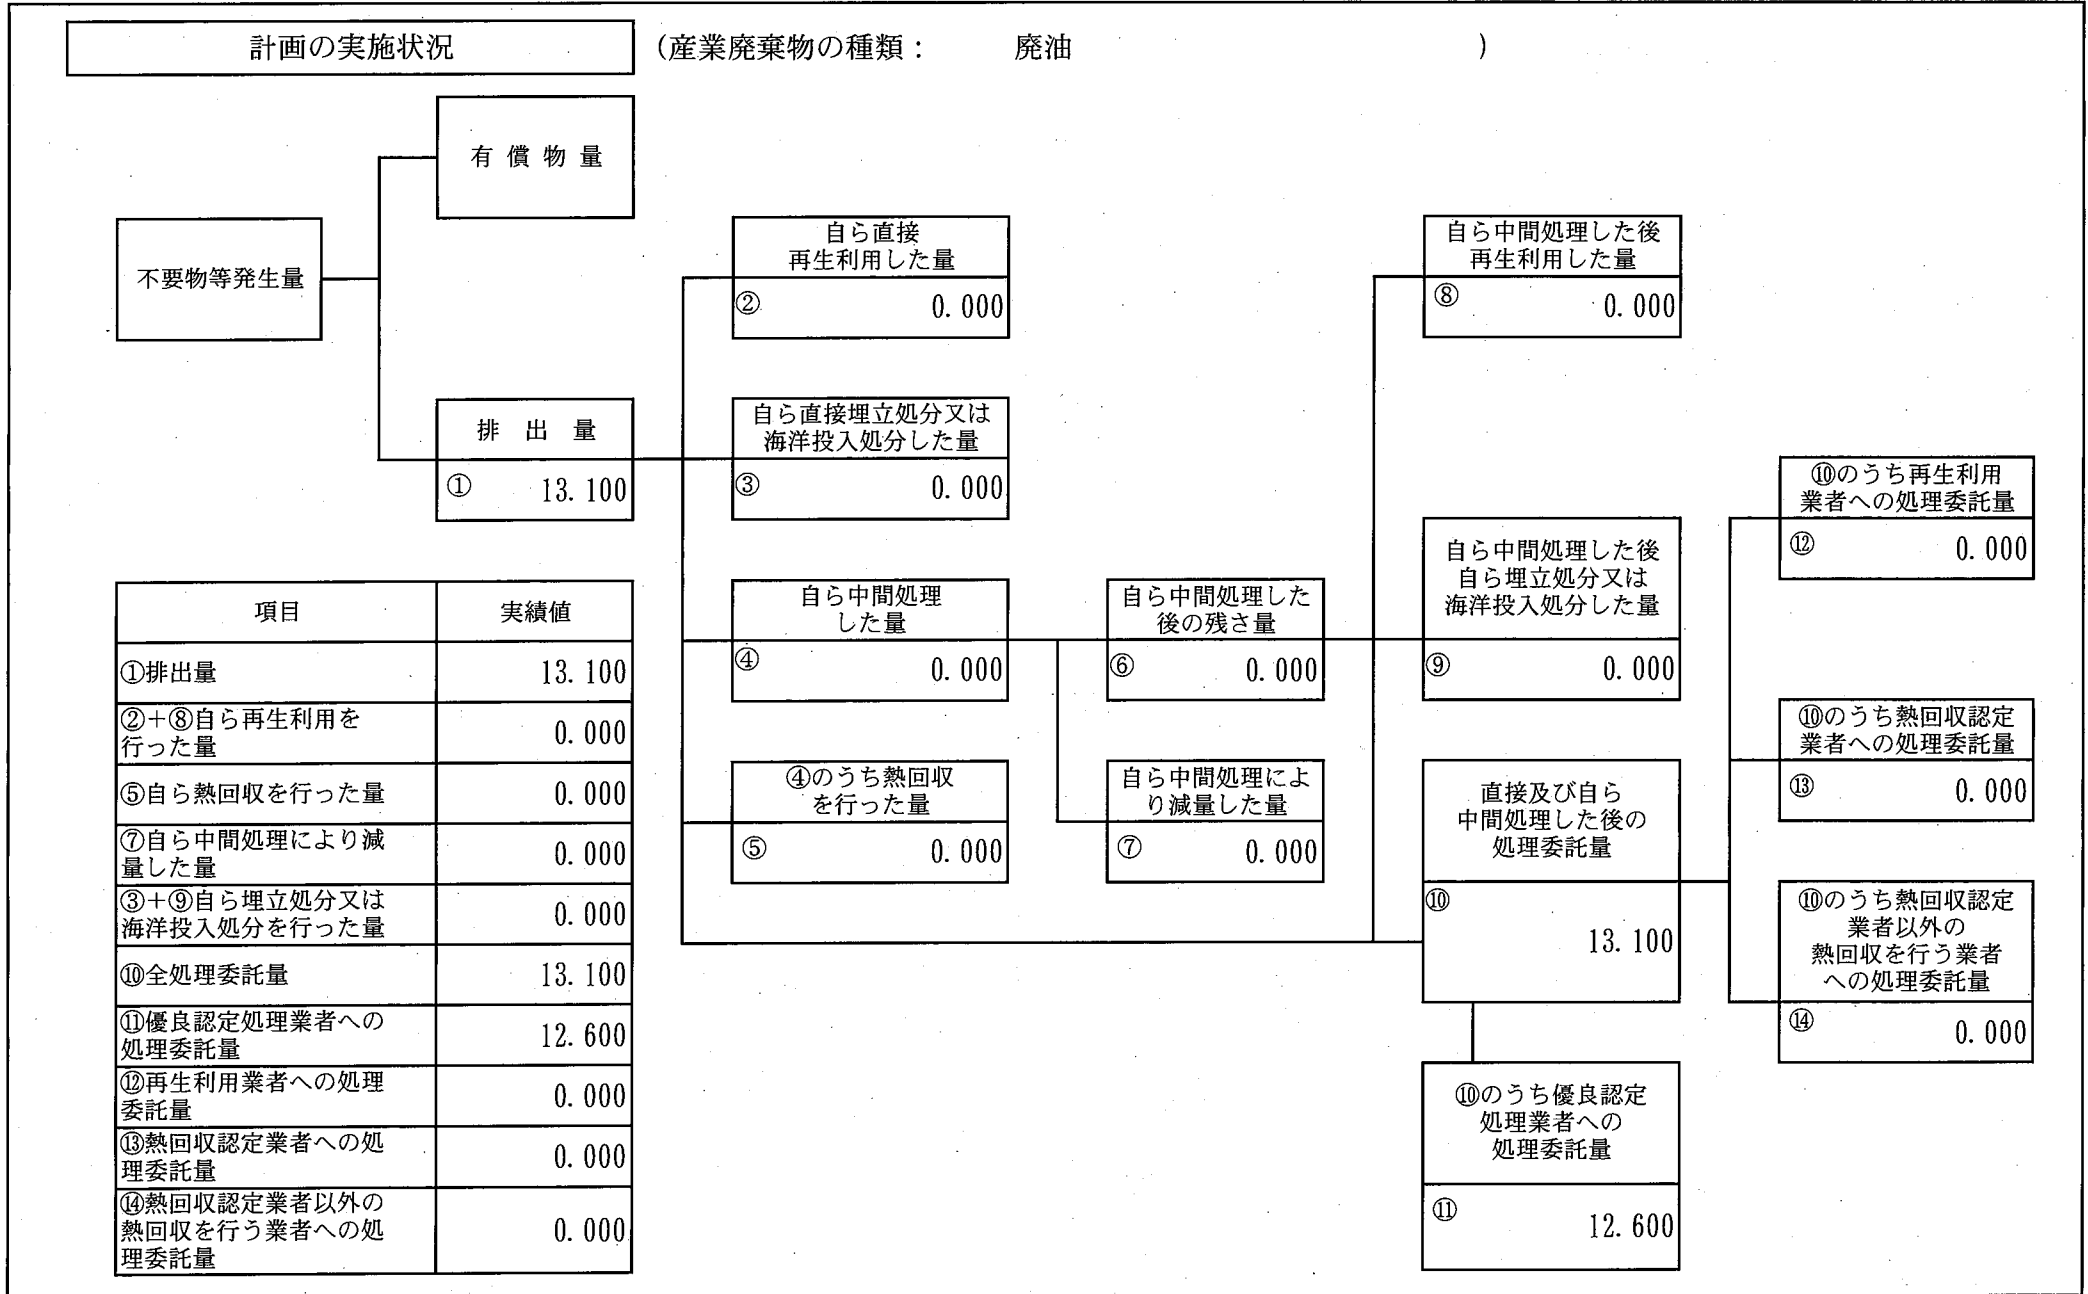 計画の実施状況
(産業廃棄物の種類： 廃油 )
有 償 物 量
不要物等発生量
排 出 量
① 13.100
自ら直接
再生利用した量
② 0.000
自ら直接埋立処分又は
海洋投入処分した量
③ 0.000
自ら中間処理
した量
④ 0.000
④のうち熱回収
を行った量
⑤ 0.000
自ら中間処理した
後の残さ量
⑥ 0.000
自ら中間処理によ
り減量した量
⑦ 0.000
自ら中間処理した後
再生利用した量
⑧ 0.000
自ら中間処理した後
自ら埋立処分又は
海洋投入処分した量
⑨ 0.000
直接及び自ら
中間処理した後の
処理委託量
⑩
13.100
⑩のうち優良認定
処理業者への
処理委託量
⑪ 12.600
⑩のうち再生利用
業者への処理委託量
⑫ 0.000
⑩のうち熱回収認定
業者への処理委託量
⑬ 0.000
⑩のうち熱回収認定
業者以外の
熱回収を行う業者
への処理委託量
⑭ 0.000
項目 実績値
①排出量 13.100
②+⑧自ら再生利用を
行った量 0.000
⑤自ら熱回収を行った量 0.000
⑦自ら中間処理により減
量した量 0.000
③+⑨自ら埋立処分又は
海洋投入処分を行った量 0.000
⑩全処理委託量 13.100
⑪優良認定処理業者への
処理委託量 12.600
⑫再生利用業者への処理
委託量 0.000
⑬熱回収認定業者への処
理委託量 0.000
⑭熱回収認定業者以外の
熱回収を行う業者への処
理委託量 0.000